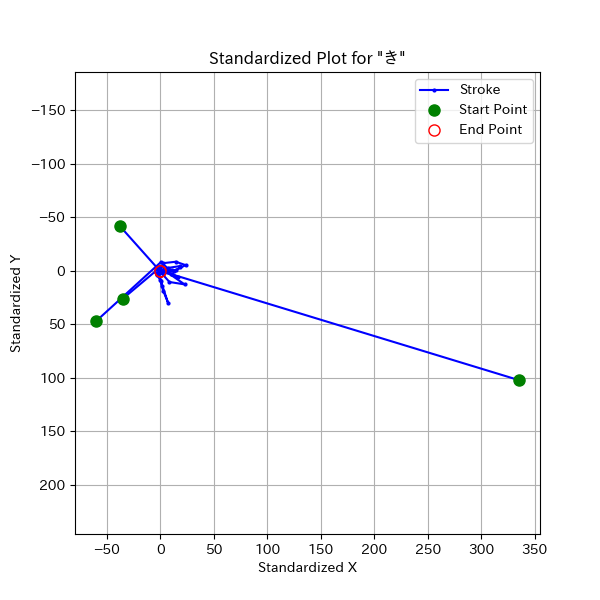 Standardized Plot for "き"
Stroke
Start Point
End Point
−150
−100
−50
0
50
100
150
200
Standardized Y
−50 0 50 100 150 200 250 300 350
Standardized X